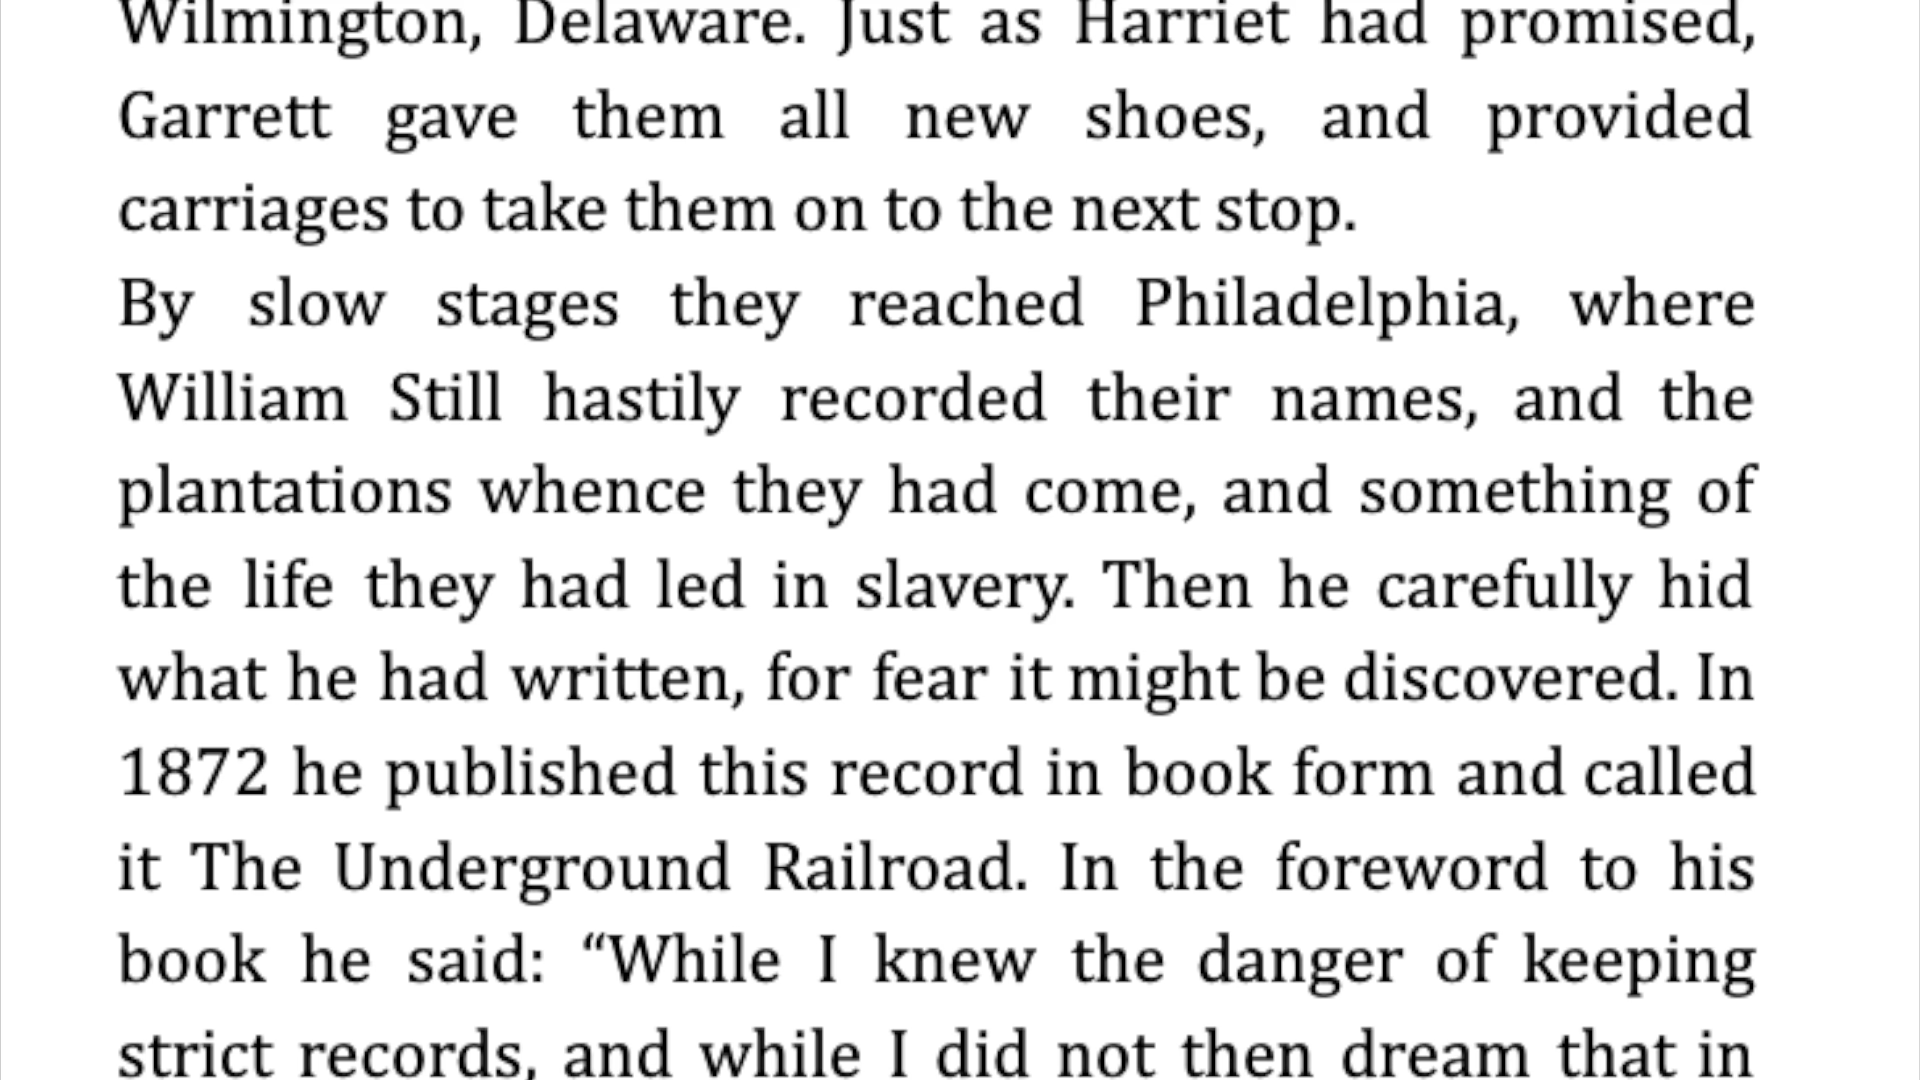 Wilmington, Delaware. Just as Harriet had promised,
Garrett gave them all new shoes, and provided
carriages to take them on to the next stop.
By slow stages they reached Philadelphia, where
William Still hastily recorded their names, and the
plantations whence they had come, and something of
the life they had led in slavery. Then he carefully hid
what he had written, for fear it might be discovered. In
1872 he published this record in book form and called
it The Underground Railroad. In the foreword to his
book he said: “While I knew the danger of keeping
strict records, and while I did not then dream that in